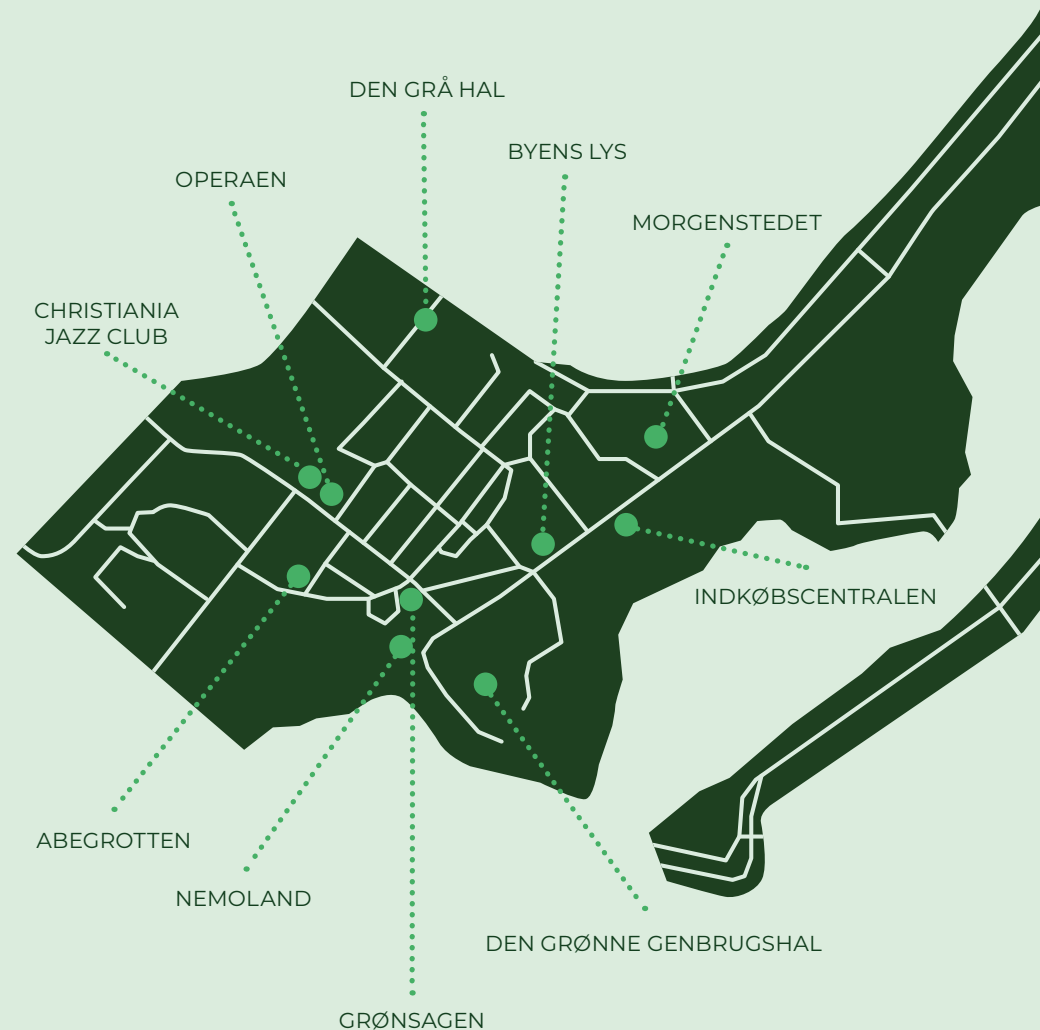 DEN GRÅ HAL
BYENS LYS
OPERAEN
MORGENSTEDET
CHRISTIANIA
JAZZ CLUB
INDKØBSCENTRALEN
ABEGROTTEN
NEMOLAND
DEN GRØNNE GENBRUGSHAL
GRØNSAGEN